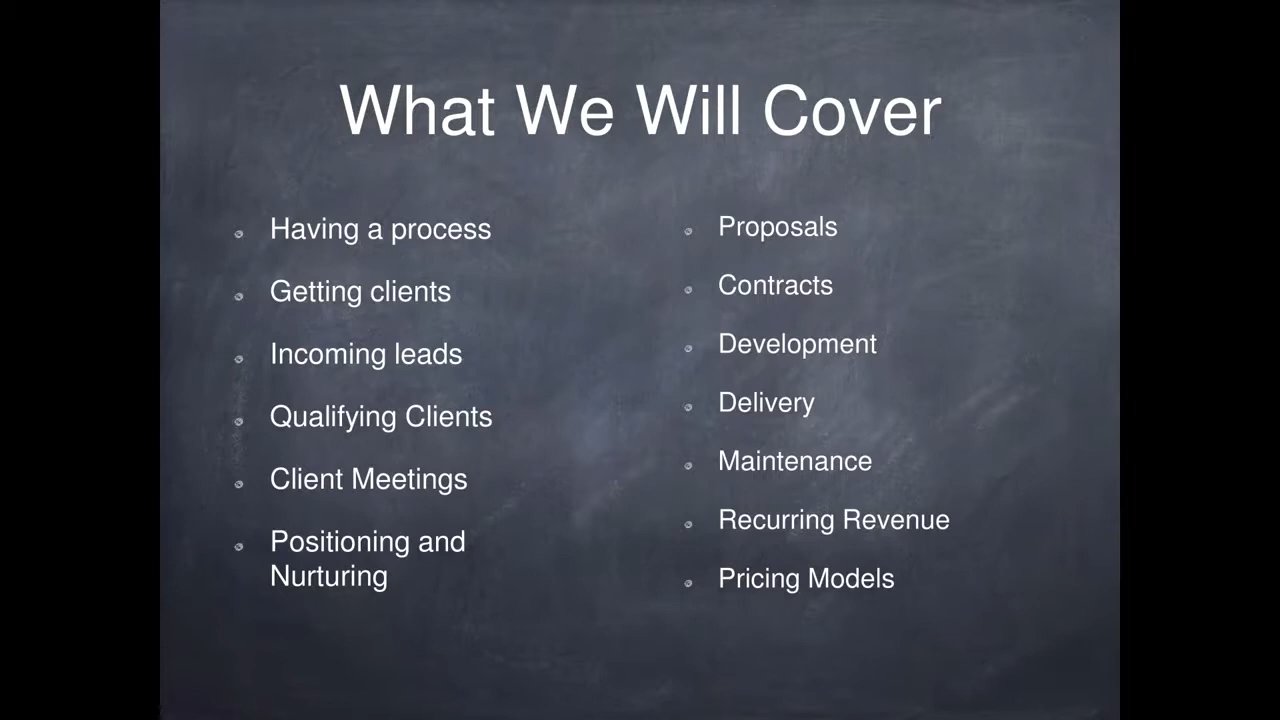 What We Will Cover
Having a process
Getting clients
Incoming leads
Qualifying Clients
Client Meetings
Positioning and
Nurturing
Proposals
Contracts
Development
Delivery
Maintenance
Recurring Revenue
Pricing Models